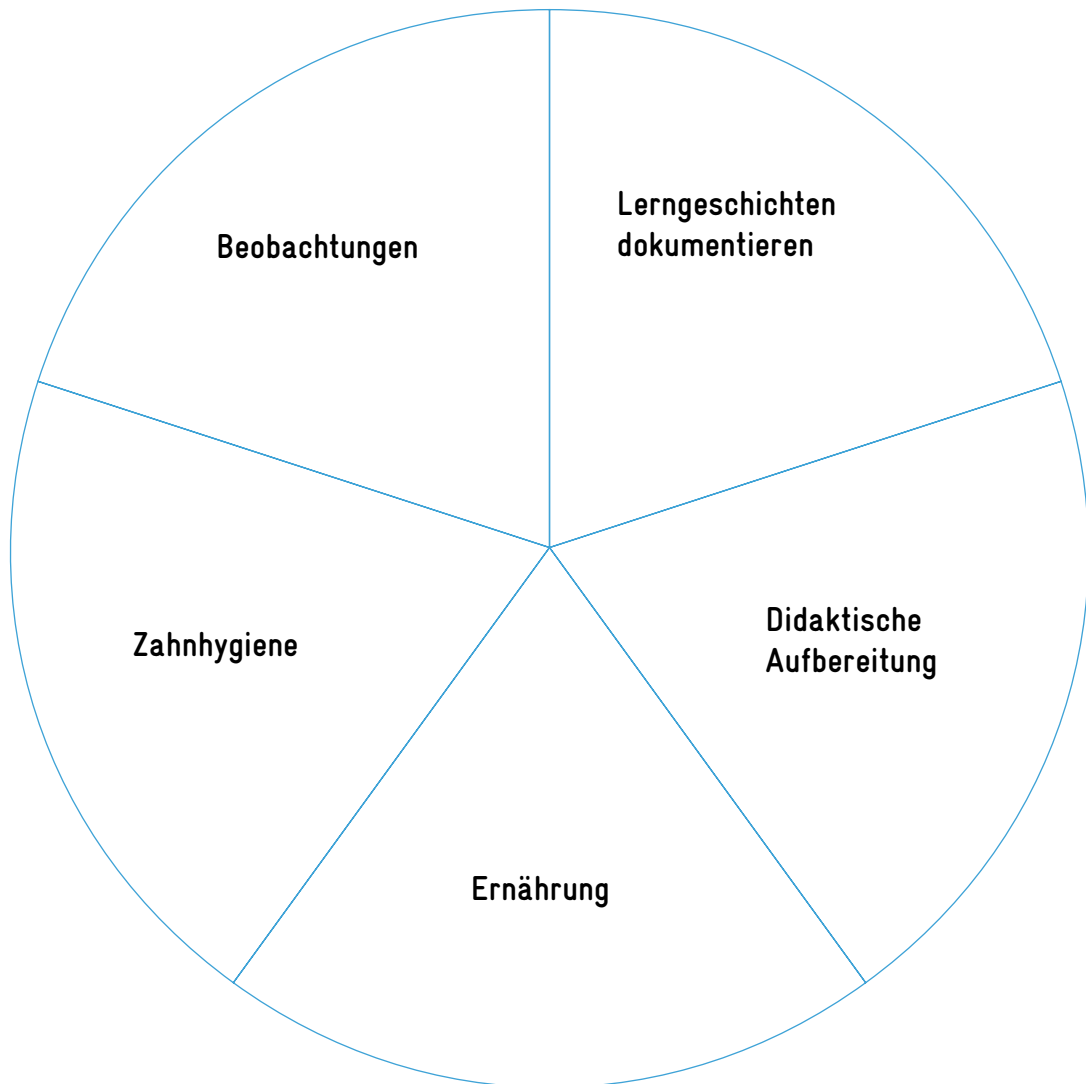 Lerngeschichten
dokumentieren
Beobachtungen
Didaktische
Aufbereitung
Zahnhygiene
Ernährung